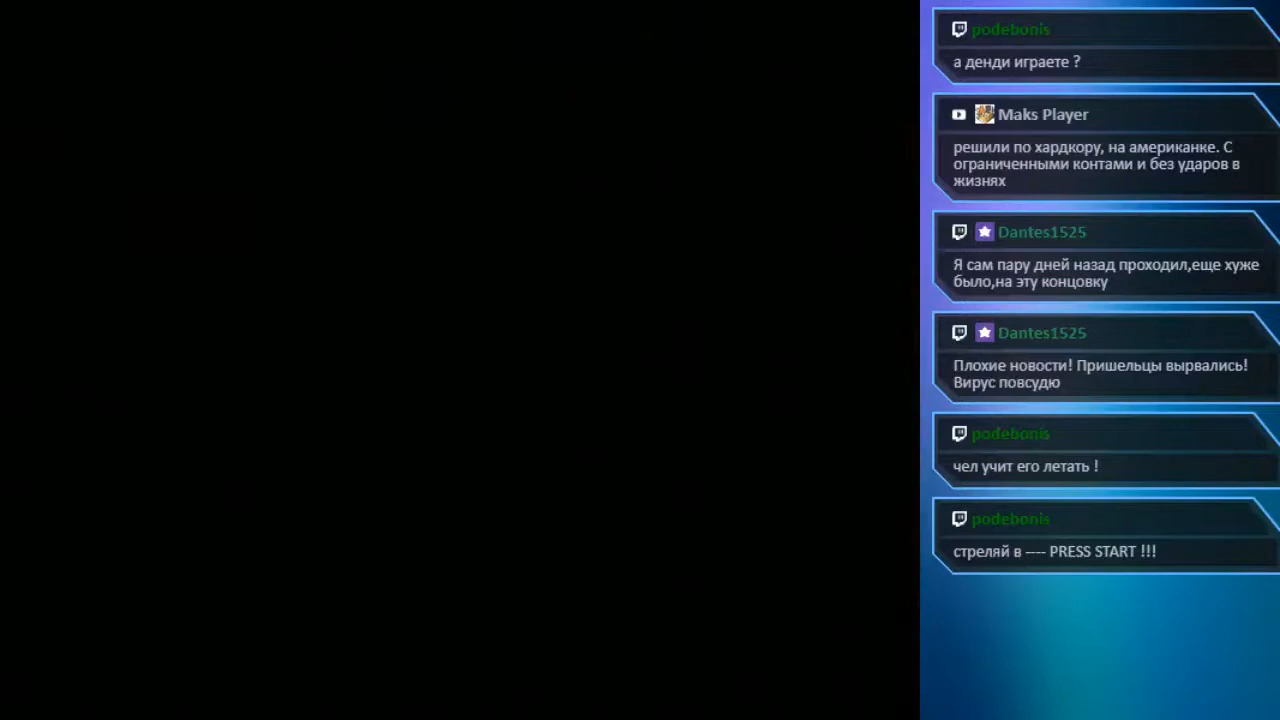 podebonis
а денди играете ?
Maks Player
решили по хардкору, на американке. С
ограниченными контами и без ударов в
жизнях
Dantes1525
Я сам пару дней назад проходил,еще хуже
было,на эту концовку
Dantes1525
Плохие новости! Пришельцы вырвались!
Вирус повсудю
podebonis
чел учит его летать !
podebonis
стреляй в ---- PRESS START !!!